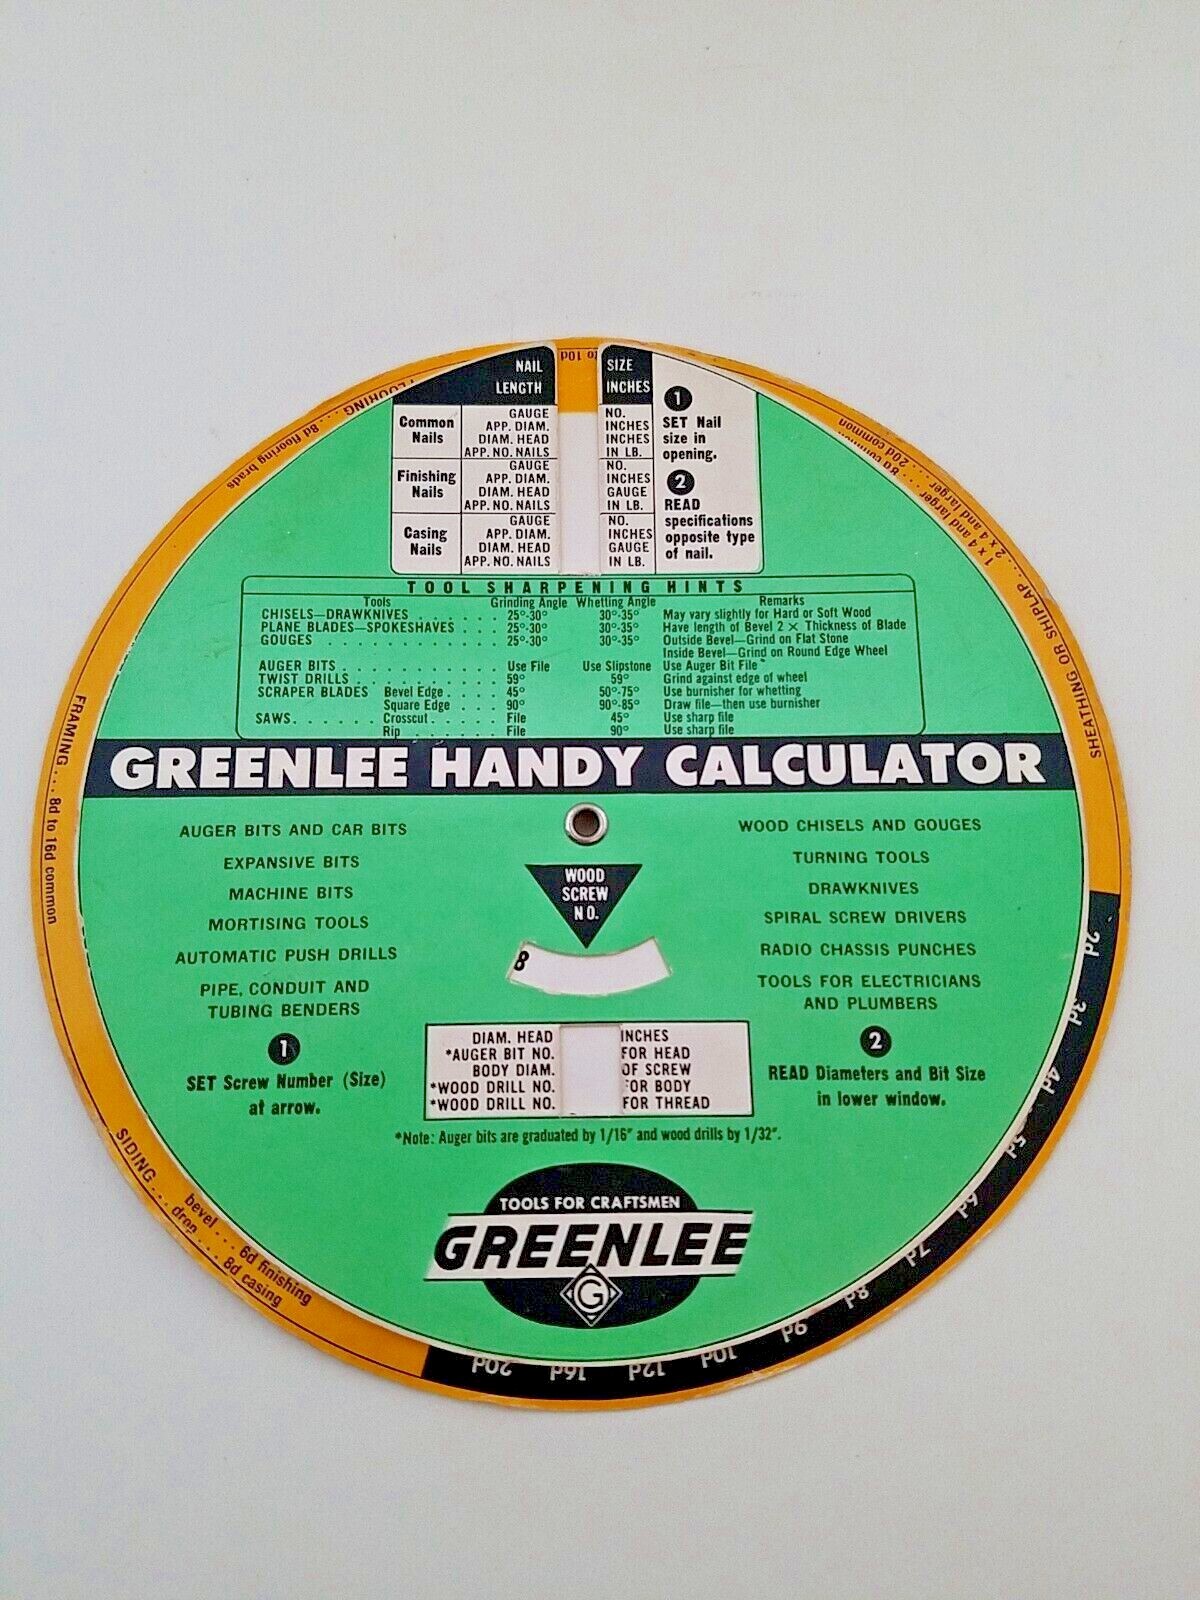 NAIL SIZE
LENGTH INCHES
Common Nails
GAUGE NO.
APP. DIAM. INCHES
DIAM. HEAD INCHES
APP. NO. NAILS IN LB.
Finishing Nails
GAUGE NO.
APP. DIAM. INCHES
DIAM. HEAD GAUGE
APP. NO. NAILS IN LB.
Casing Nails
GAUGE NO.
APP. DIAM. INCHES
DIAM. HEAD GAUGE
APP. NO. NAILS IN LB.
1
SET Nail
size in
opening.
2
READ
specifications
opposite type
of nail.
TOOL SHARPENING HINTS
Tools Grinding Angle Whetting Angle Remarks
CHISELS—DRAWKNIVES . . . . . . 25°-30° 30°-35° May vary slightly for Hard or Soft Wood
PLANE BLADES—SPOKESHAVES . . . 25°-30° 30°-35° Have length of Bevel 2 × Thickness of Blade
GOUGES . . . . . . . . . . . . 25°-30° 30°-35° Outside Bevel—Grind on Flat Stone
Inside Bevel—Grind on Round Edge Wheel
AUGER BITS . . . . . . . . . . . Use File Use Slipstone Use Auger Bit File
TWIST DRILLS . . . . . . . . . . 59° 59° Grind against edge of wheel
SCRAPER BLADES Bevel Edge . . . . 45° 50°-75° Use burnisher for whetting
Square Edge . . . . 90° 90°-85° Draw file—then use burnisher
SAWS . . . . . . Crosscut . . . . . File 45° Use sharp file
Rip . . . . . . File 90° Use sharp file
GREENLEE HANDY CALCULATOR
AUGER BITS AND CAR BITS
EXPANSIVE BITS
MACHINE BITS
MORTISING TOOLS
AUTOMATIC PUSH DRILLS
PIPE, CONDUIT AND
TUBING BENDERS
1
SET Screw Number (Size)
at arrow.
WOOD
SCREW
NO.
8
WOOD CHISELS AND GOUGES
TURNING TOOLS
DRAWKNIVES
SPIRAL SCREW DRIVERS
RADIO CHASSIS PUNCHES
TOOLS FOR ELECTRICIANS
AND PLUMBERS
2
READ Diameters and Bit Size
in lower window.
DIAM. HEAD INCHES
*AUGER BIT NO. FOR HEAD
BODY DIAM. OF SCREW
*WOOD DRILL NO. FOR BODY
*WOOD DRILL NO. FOR THREAD
*Note: Auger bits are graduated by 1/16" and wood drills by 1/32".
TOOLS FOR CRAFTSMEN
GREENLEE
G
SIDING . . . bevel . . . 6d finishing
drop . . . 8d casing
FRAMING . . . 8d to 16d common
FLOORING . . . 8d flooring brads
to 10d
20d common
8d common
SHEATHING OR SHIPLAP . . . 1 x 4 and larger
2 x 4 and larger
2d 3d 4d 5d 6d 7d 8d 9d 10d 12d 16d 20d